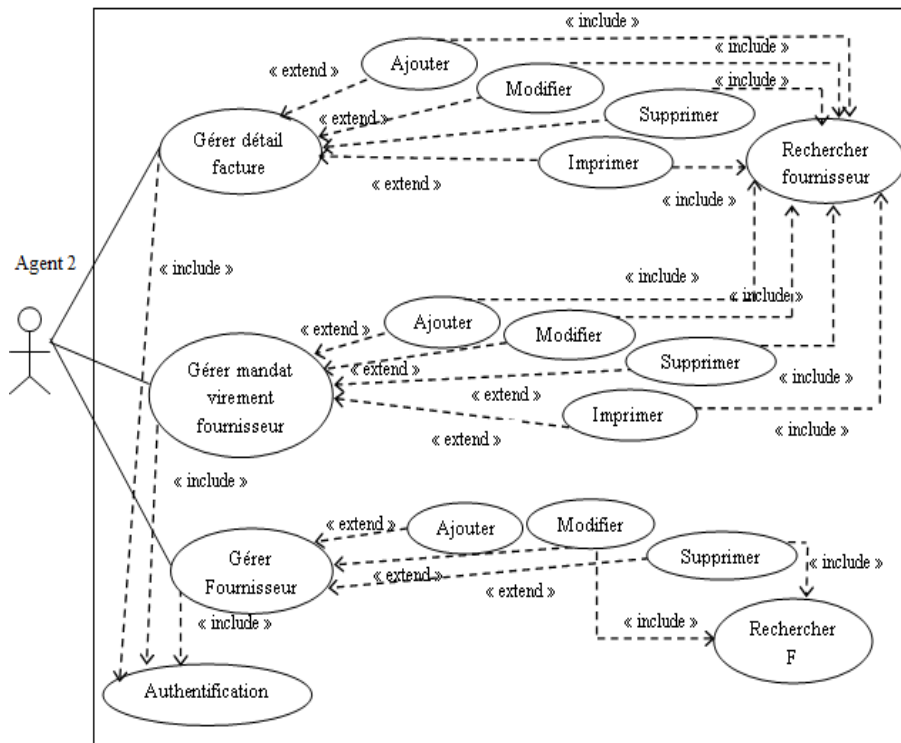 « include »
« include »
Ajouter
« extend »
Modifier
« include »
Supprimer
« extend »
Gérer détail
facture
Imprimer
Rechercher
fournisseur
« extend »
« include »
Agent 2
« include »
« include »
Ajouter
« include »
« extend »
Modifier
Gérer mandat
virement
fournisseur
« extend »
Supprimer
« include »
« extend »
Imprimer
« extend »
« include »
« include »
« extend »
Ajouter
Modifier
Gérer
Fournisseur
Supprimer
« include »
« extend »
« extend »
« include »
« include »
Rechercher
F
Authentification